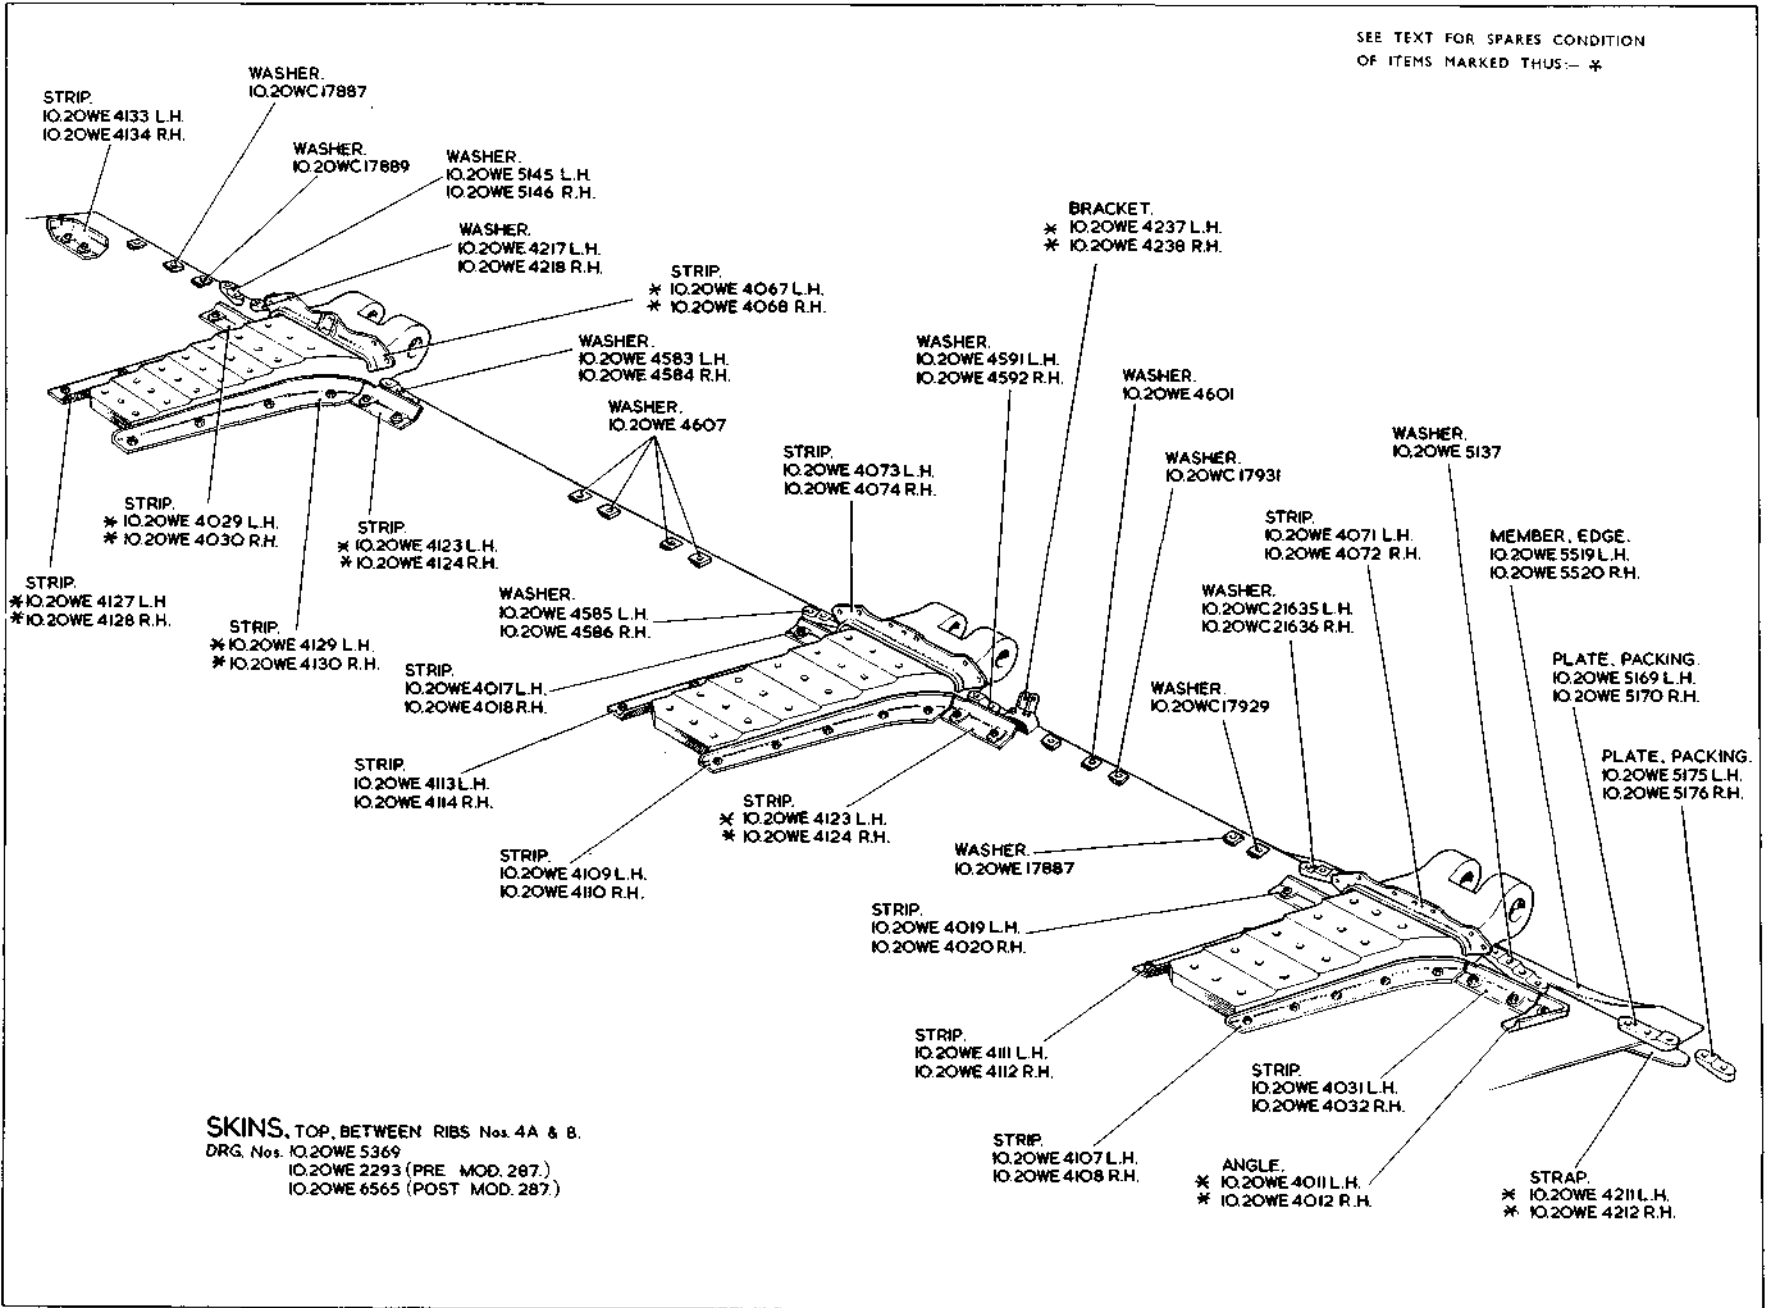 SEE TEXT FOR SPARES CONDITION
OF ITEMS MARKED THUS:- *
WASHER.
10.20WC17887
STRIP.
10.20WE 4133 L.H.
10.20WE 4134 R.H.
WASHER.
10.20WC17889
WASHER.
10.20WE 5145 L.H.
10.20WE 5146 R.H.
WASHER.
10.20WE 4217 L.H.
10.20WE 4218 R.H.
BRACKET.
* 10.20WE 4237 L.H.
* 10.20WE 4238 R.H.
STRIP.
* 10.20WE 4067 L.H.
* 10.20WE 4068 R.H.
WASHER.
10.20WE 4583 L.H.
10.20WE 4584 R.H.
WASHER.
10.20WE 4591 L.H.
10.20WE 4592 R.H.
WASHER.
10.20WE 4601
WASHER.
10.20WE 4607
WASHER.
10.20WE 5137
STRIP.
10.20WE 4073 L.H.
10.20WE 4074 R.H.
WASHER.
10.20WC 17931
STRIP.
* 10.20WE 4029 L.H.
* 10.20WE 4030 R.H.
STRIP.
* 10.20WE 4123 L.H.
* 10.20WE 4124 R.H.
STRIP.
10.20WE 4071 L.H.
10.20WE 4072 R.H.
MEMBER, EDGE.
10.20WE 5519 L.H.
10.20WE 5520 R.H.
STRIP.
* 10.20WE 4127 L.H
* 10.20WE 4128 R.H.
WASHER.
10.20WE 4585 L.H.
10.20WE 4586 R.H.
WASHER.
10.20WC 21635 L.H.
10.20WC 21636 R.H.
STRIP.
* 10.20WE 4129 L.H.
* 10.20WE 4130 R.H.
STRIP.
10.20WE 4017 L.H.
10.20WE 4018 R.H.
WASHER.
10.20WC17929
PLATE, PACKING.
10.20WE 5169 L.H.
10.20WE 5170 R.H.
PLATE, PACKING.
10.20WE 5175 L.H.
10.20WE 5176 R.H.
STRIP.
10.20WE 4113 L.H.
10.20WE 4114 R.H.
STRIP.
* 10.20WE 4123 L.H.
* 10.20WE 4124 R.H.
STRIP.
10.20WE 4109 L.H.
10.20WE 4110 R.H.
WASHER.
10.20WE 17887
STRIP.
10.20WE 4019 L.H.
10.20WE 4020 R.H.
STRIP.
10.20WE 4111 L.H.
10.20WE 4112 R.H.
STRIP.
10.20WE 4031 L.H.
10.20WE 4032 R.H.
STRIP.
10.20WE 4107 L.H.
10.20WE 4108 R.H.
ANGLE.
* 10.20WE 4011 L.H.
* 10.20WE 4012 R.H.
STRAP.
* 10.20WE 4211 L.H.
* 10.20WE 4212 R.H.
SKINS, TOP, BETWEEN RIBS Nos. 4A & 8.
DRG. Nos. 10.20WE 5369
10.20WE 2293 (PRE MOD. 287.)
10.20WE 6565 (POST MOD. 287.)